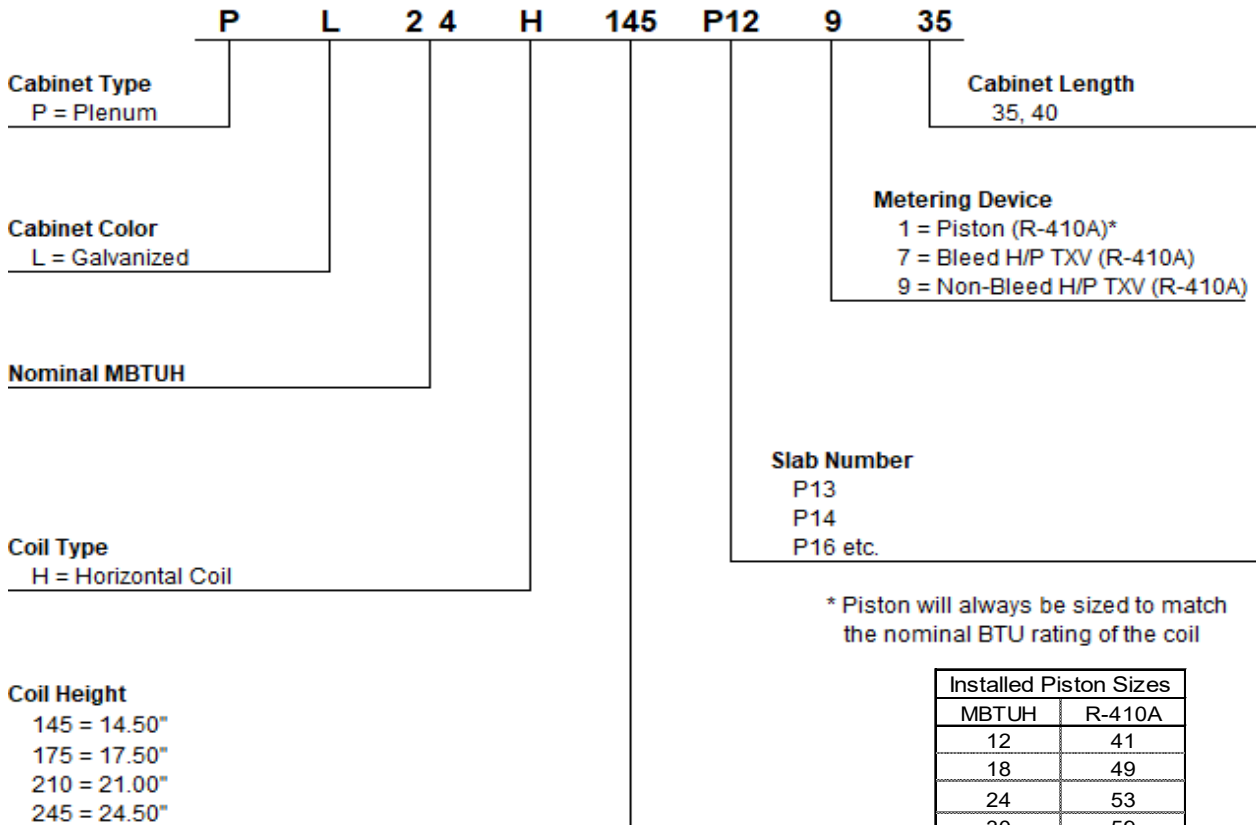 P L 2 4 H 145 P12 9 35
Cabinet Type
P = Plenum
Cabinet Length
35, 40
Metering Device
1 = Piston (R-410A)*
7 = Bleed H/P TXV (R-410A)
9 = Non-Bleed H/P TXV (R-410A)
Cabinet Color
L = Galvanized
Nominal MBTUH
Slab Number
P13
P14
P16 etc.
Coil Type
H = Horizontal Coil
* Piston will always be sized to match
the nominal BTU rating of the coil
Coil Height
145 = 14.50"
175 = 17.50"
210 = 21.00"
245 = 24.50"
Installed Piston Sizes
MBTUH R-410A
12 41
18 49
24 53